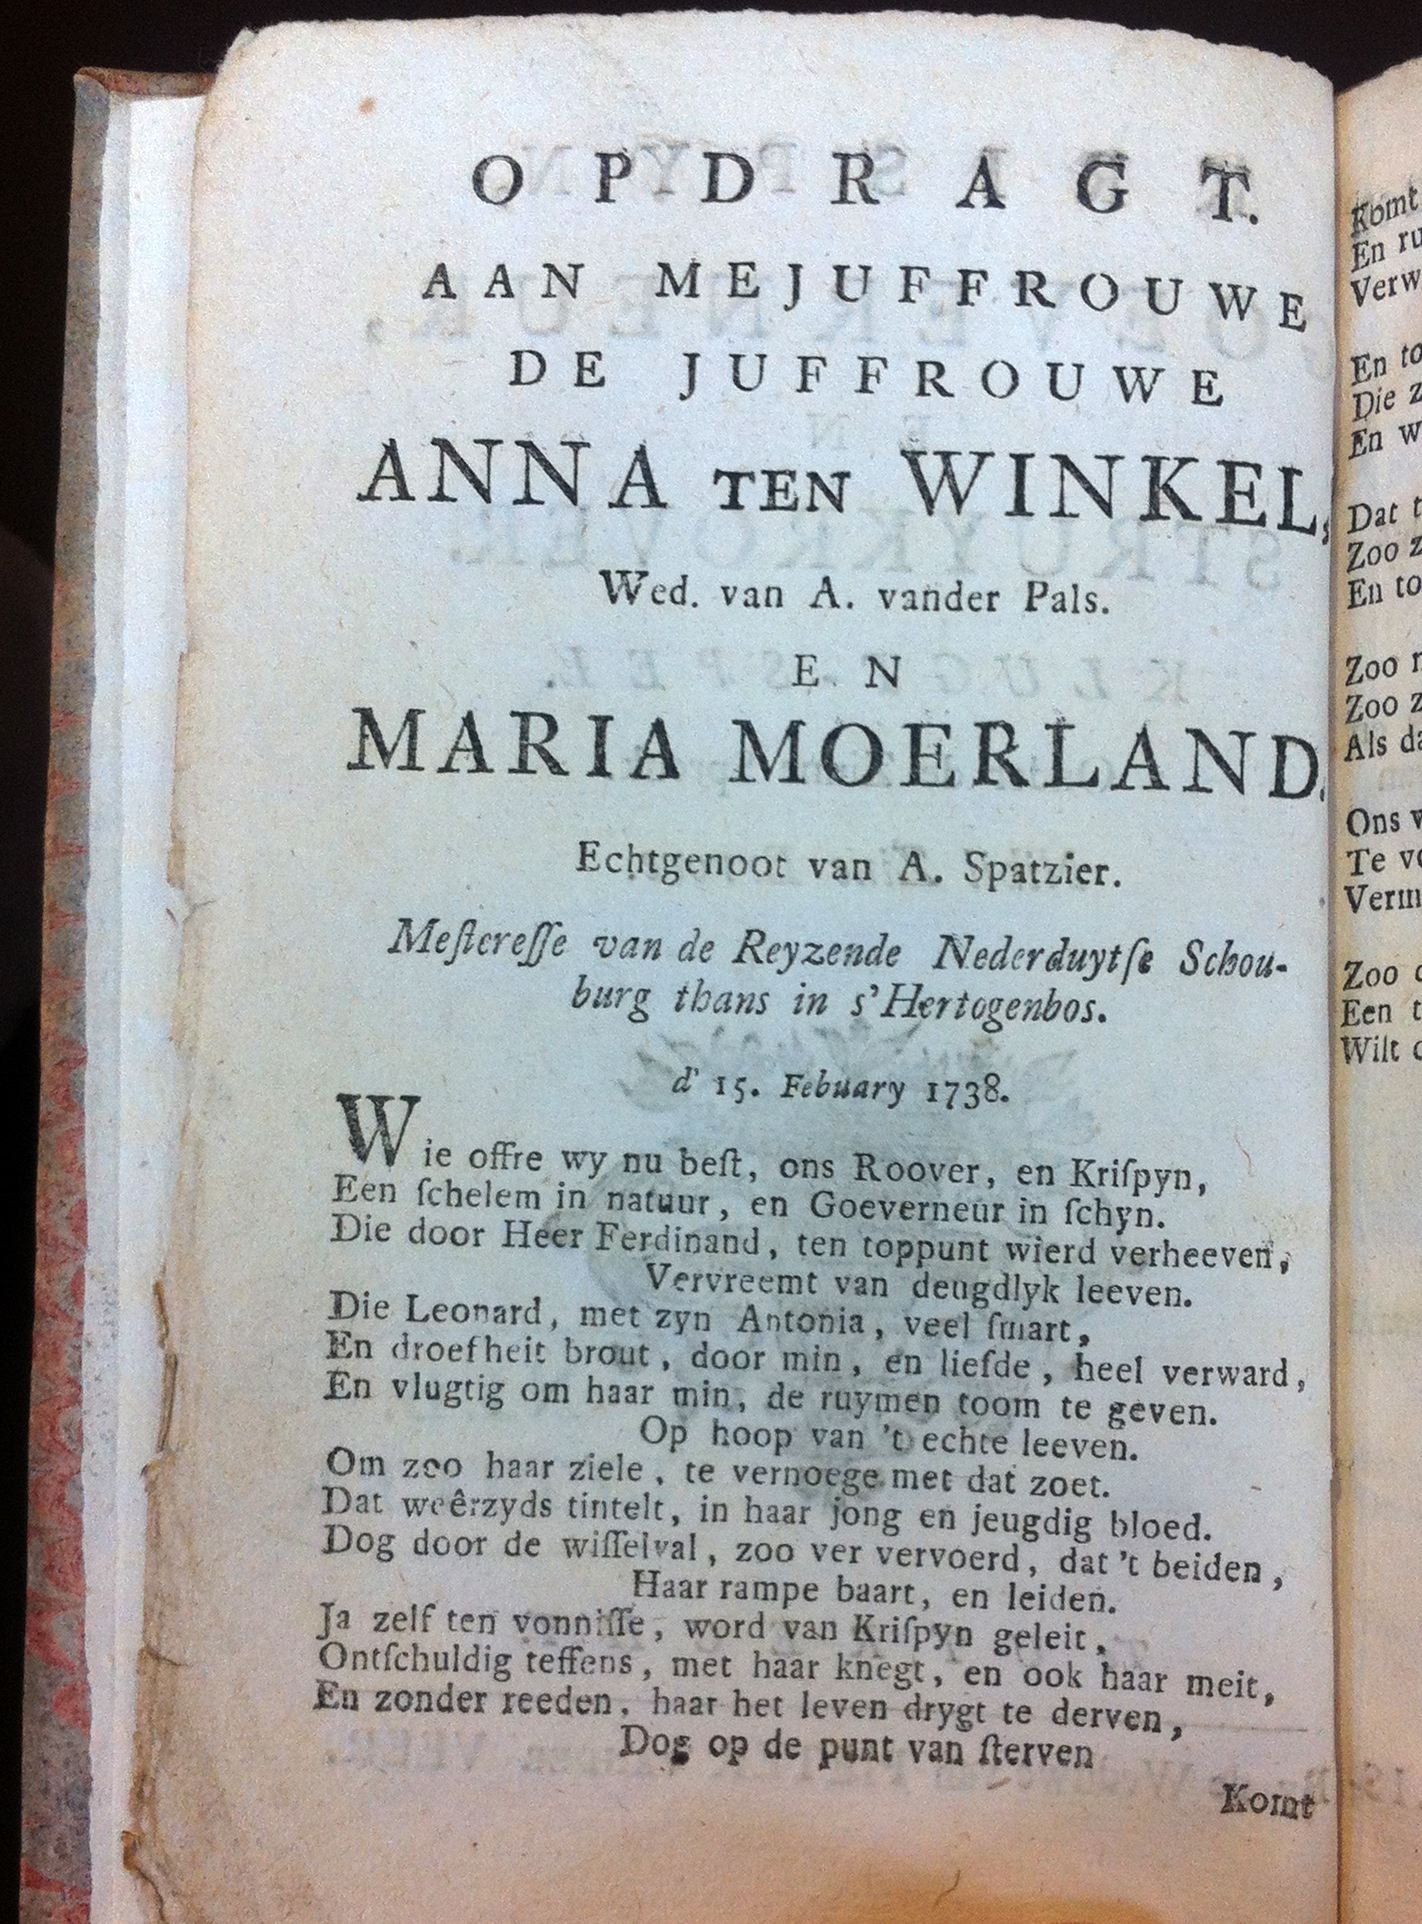 OPDRAGT.
AAN MEJUFFROUWE
DE JUFFROUWE
ANNA TEN WINKEL,
Wed. van A. vander Pals.
EN
MARIA MOERLAND.
Echtgenoot van A. Spatzier.
Meſtereſſe van de Reyzende Nederduytſe Schou-
burg thans in s'Hertogenbos.
d' 15. Febuary 1738.
Wie offre wy nu beſt, ons Roover, en Kriſpyn,
Een ſchelem in natuur, en Goeverneur in ſchyn.
Die door Heer Ferdinand, ten toppunt wierd verheeven,
Vervreemt van deugdlyk leeven.
Die Leonard, met zyn Antonia, veel ſmart,
En droefheit brout, door min, en liefde, heel verward,
En vlugtig om haar min, de ruymen toom te geven.
Op hoop van 't echte leeven.
Om zoo haar ziele, te vernoege met dat zoet.
Dat weêrzyds tintelt, in haar jong en jeugdig bloed.
Dog door de wiſſelval, zoo ver vervoerd, dat 't beiden,
Haar rampe baart, en leiden.
Ja zelf ten vonniſſe, word van Kriſpyn geleit,
Ontſchuldig teffens, met haar knegt, en ook haar meit,
En zonder reeden, haar het leven drygt te derven,
Dog op de punt van ſterven
Komt
Komt
En
Verw
En to
Die z
En w
Dat t
Zoo z
En to
Zoo
Zoo z
Als da
Ons v
Te vo
Verm
Zoo
Een t
Wilt